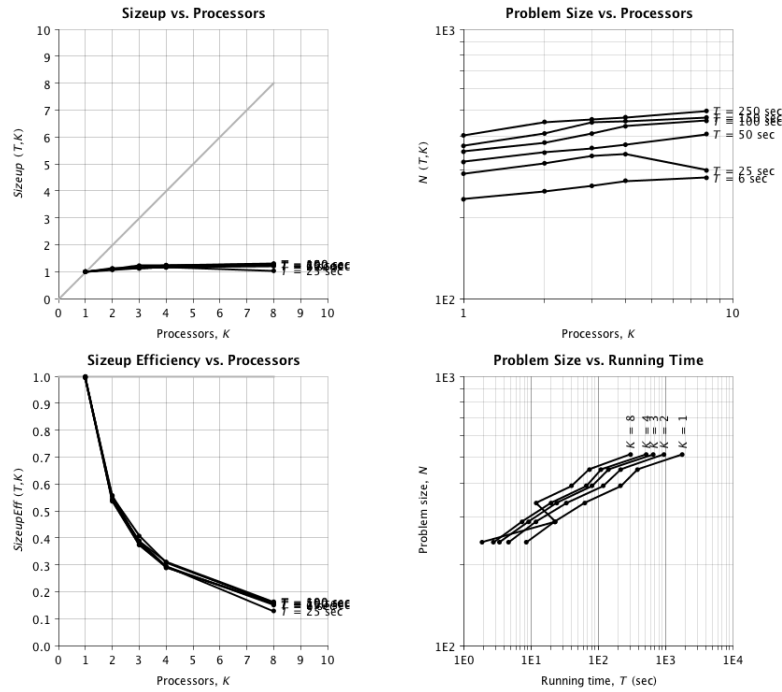 Sizeup vs. Processors
10
9
8
7
6
5
4
3
2
1
0
Sizeup (T,K)
T = 25 sec
0 1 2 3 4 5 6 7 8 9 10
Processors, K
Problem Size vs. Processors
1E3
1E2
N (T,K)
T = 250 sec
T = 150 sec
T = 100 sec
T = 50 sec
T = 25 sec
T = 6 sec
1 10
Processors, K
Sizeup Efficiency vs. Processors
1.0
0.9
0.8
0.7
0.6
0.5
0.4
0.3
0.2
0.1
0.0
SizeupEff (T,K)
T = 25 sec
0 1 2 3 4 5 6 7 8 9 10
Processors, K
Problem Size vs. Running Time
1E3
1E2
Problem size, N
K = 8
K = 4
K = 3
K = 2
K = 1
1E0 1E1 1E2 1E3 1E4
Running time, T (sec)